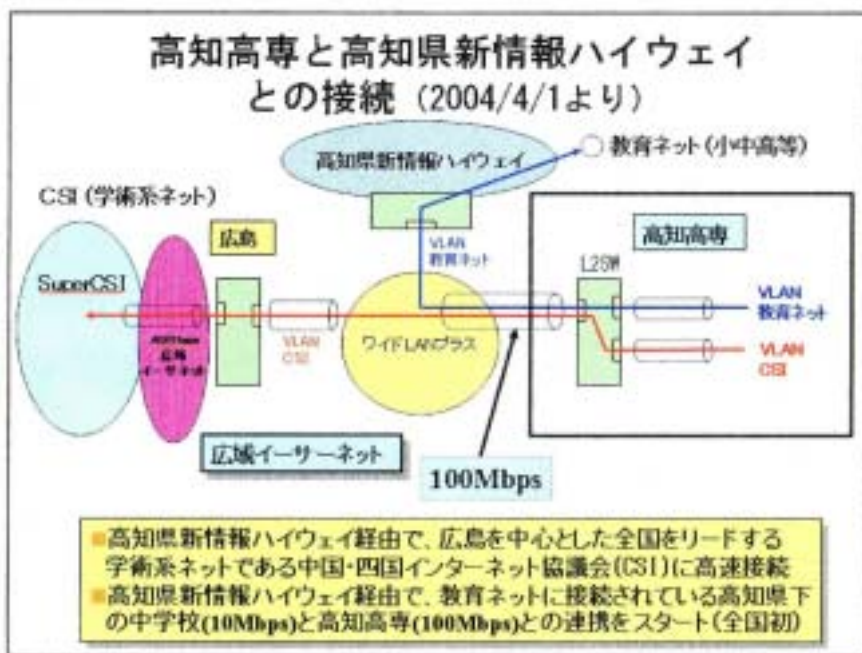 高知高専と高知県新情報ハイウェイ
との接続 (2004/4/1より)
高知県新情報ハイウェイ
教育ネット(小中高等)
CSI(学術系ネット)
広島
VLAN
教育ネット
高知高専
L2SW
SuperCSI
広域
イーサネット
VLAN
CSI
ワイドLANプラス
VLAN
教育ネット
VLAN
CSI
広域イーサーネット
100Mbps
■高知県新情報ハイウェイ経由で、広島を中心とした全国をリードする
学術系ネットである中国・四国インターネット協議会(CSI)に高速接続
■高知県新情報ハイウェイ経由で、教育ネットに接続されている高知県下
の中学校(10Mbps)と高知高専(100Mbps)との連携をスタート(全国初)